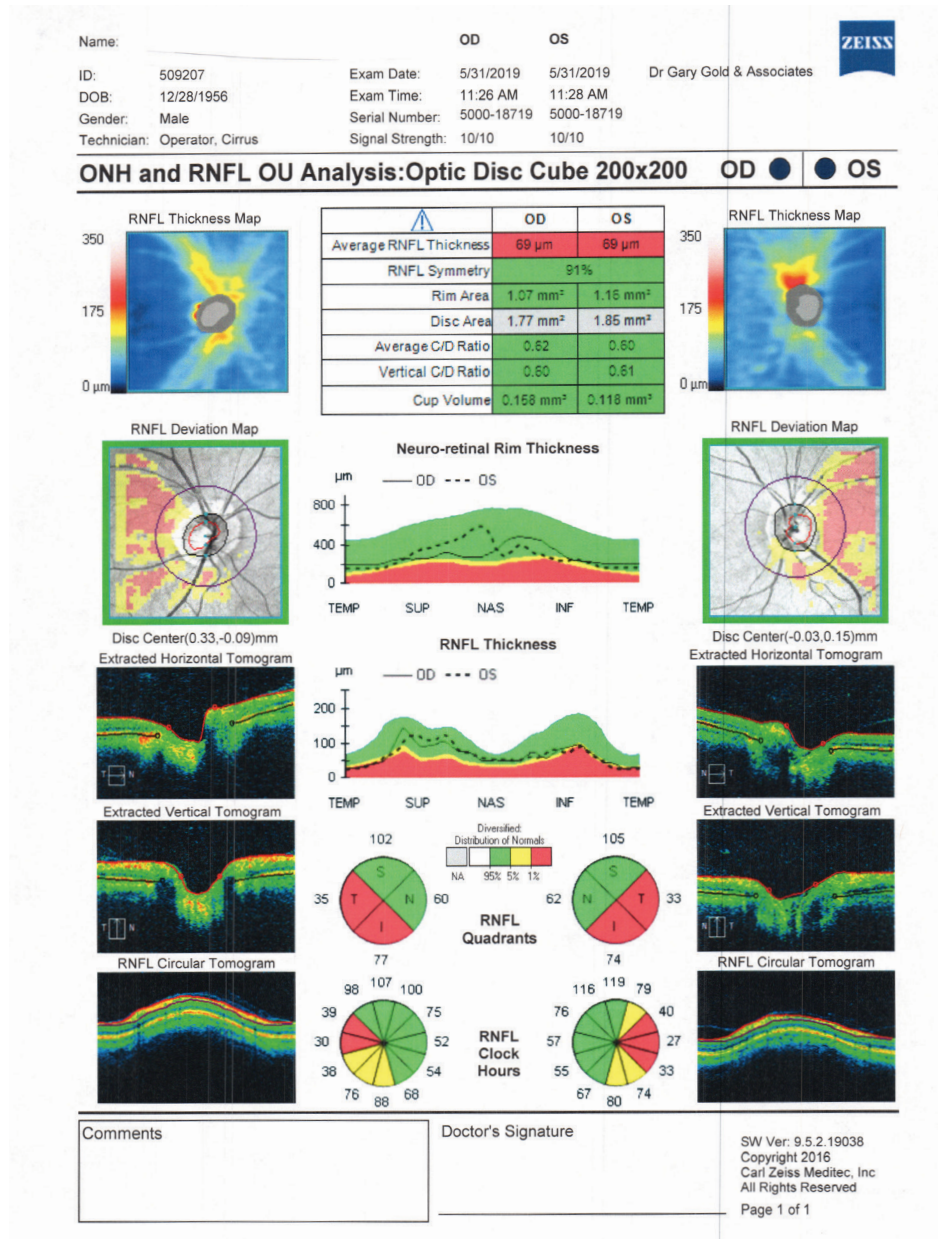 Name:
OD OS
ZEISS
ID: 509207 Exam Date: 5/31/2019 5/31/2019 Dr Gary Gold & Associates
DOB: 12/28/1956 Exam Time: 11:26 AM 11:28 AM
Gender: Male Serial Number: 5000-18719 5000-18719
Technician: Operator, Cirrus Signal Strength: 10/10 10/10
ONH and RNFL OU Analysis:Optic Disc Cube 200x200 OD OS
RNFL Thickness Map
350
175
0 µm
OD OS
Average RNFL Thickness 69 µm 69 µm
RNFL Symmetry 91%
Rim Area 1.07 mm² 1.16 mm²
Disc Area 1.77 mm² 1.85 mm²
Average C/D Ratio 0.62 0.60
Vertical C/D Ratio 0.60 0.61
Cup Volume 0.158 mm³ 0.118 mm³
RNFL Thickness Map
350
175
0 µm
RNFL Deviation Map
Disc Center(0.33,-0.09)mm
Neuro-retinal Rim Thickness
µm OD OS
800
400
0
TEMP SUP NAS INF TEMP
RNFL Deviation Map
Disc Center(-0.03,0.15)mm
Extracted Horizontal Tomogram
T N
RNFL Thickness
µm OD OS
200
100
0
TEMP SUP NAS INF TEMP
Extracted Horizontal Tomogram
N T
Extracted Vertical Tomogram
T N
Diversified:
Distribution of Normals
NA 95% 5% 1%
102
S
35 T N 60
I
77
RNFL
Quadrants
105
S
62 N T 33
I
74
Extracted Vertical Tomogram
N T
RNFL Circular Tomogram
98 107 100
39 75
30 52
38 54
76 88 68
RNFL
Clock
Hours
116 119 79
76 40
57 27
55 33
67 80 74
RNFL Circular Tomogram
Comments
Doctor's Signature
SW Ver: 9.5.2.19038
Copyright 2016
Carl Zeiss Meditec, Inc
All Rights Reserved
Page 1 of 1